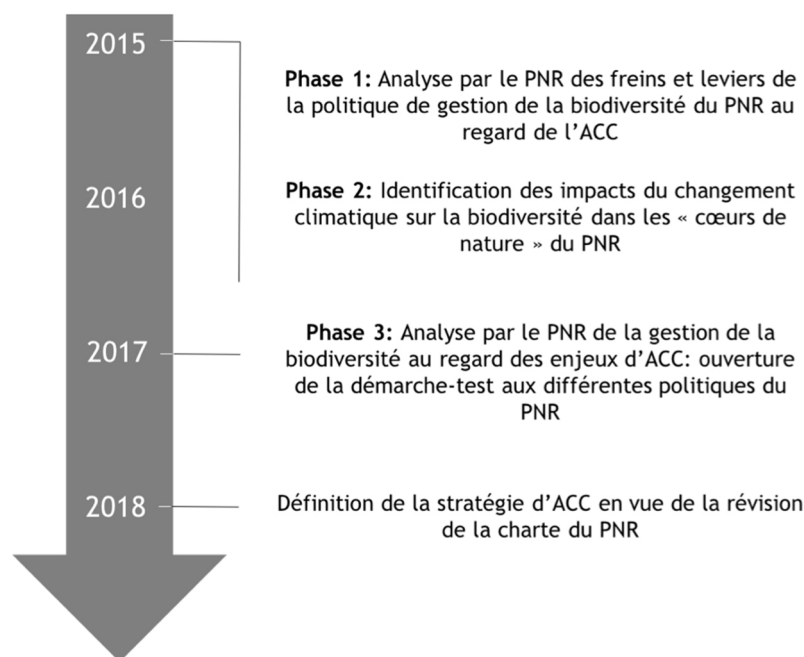 2015
Phase 1: Analyse par le PNR des freins et leviers de
la politique de gestion de la biodiversité du PNR au
regard de l’ACC
2016
Phase 2: Identification des impacts du changement
climatique sur la biodiversité dans les « cœurs de
nature » du PNR
2017
Phase 3: Analyse par le PNR de la gestion de la
biodiversité au regard des enjeux d’ACC: ouverture
de la démarche-test aux différentes politiques du
PNR
2018
Définition de la stratégie d’ACC en vue de la révision
de la charte du PNR